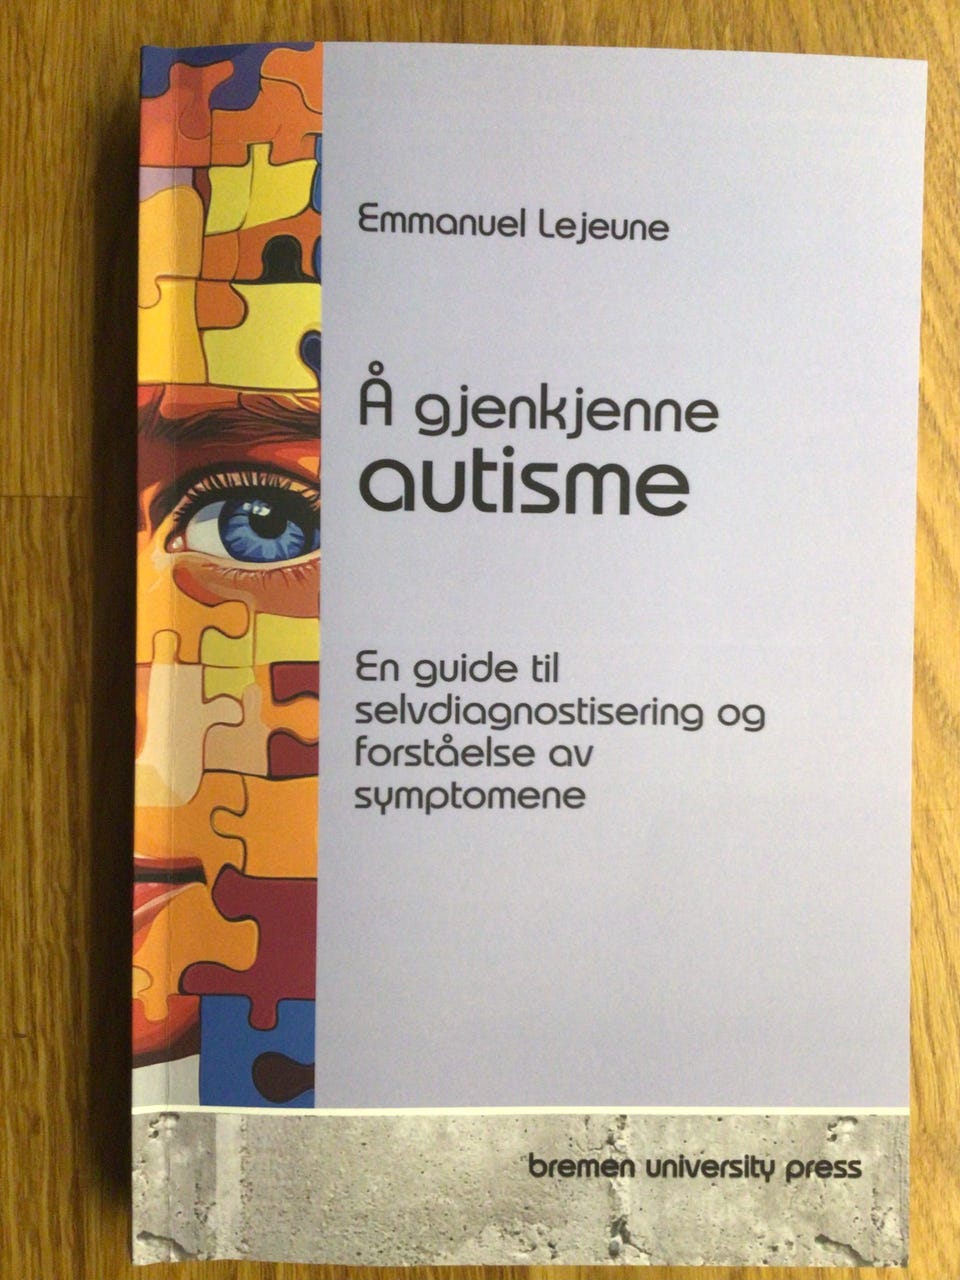 Emmanuel Lejeune
Å gjenkjenne
autisme
En guide til
selvdiagnostisering og
forståelse av
symptomene
bremen university press